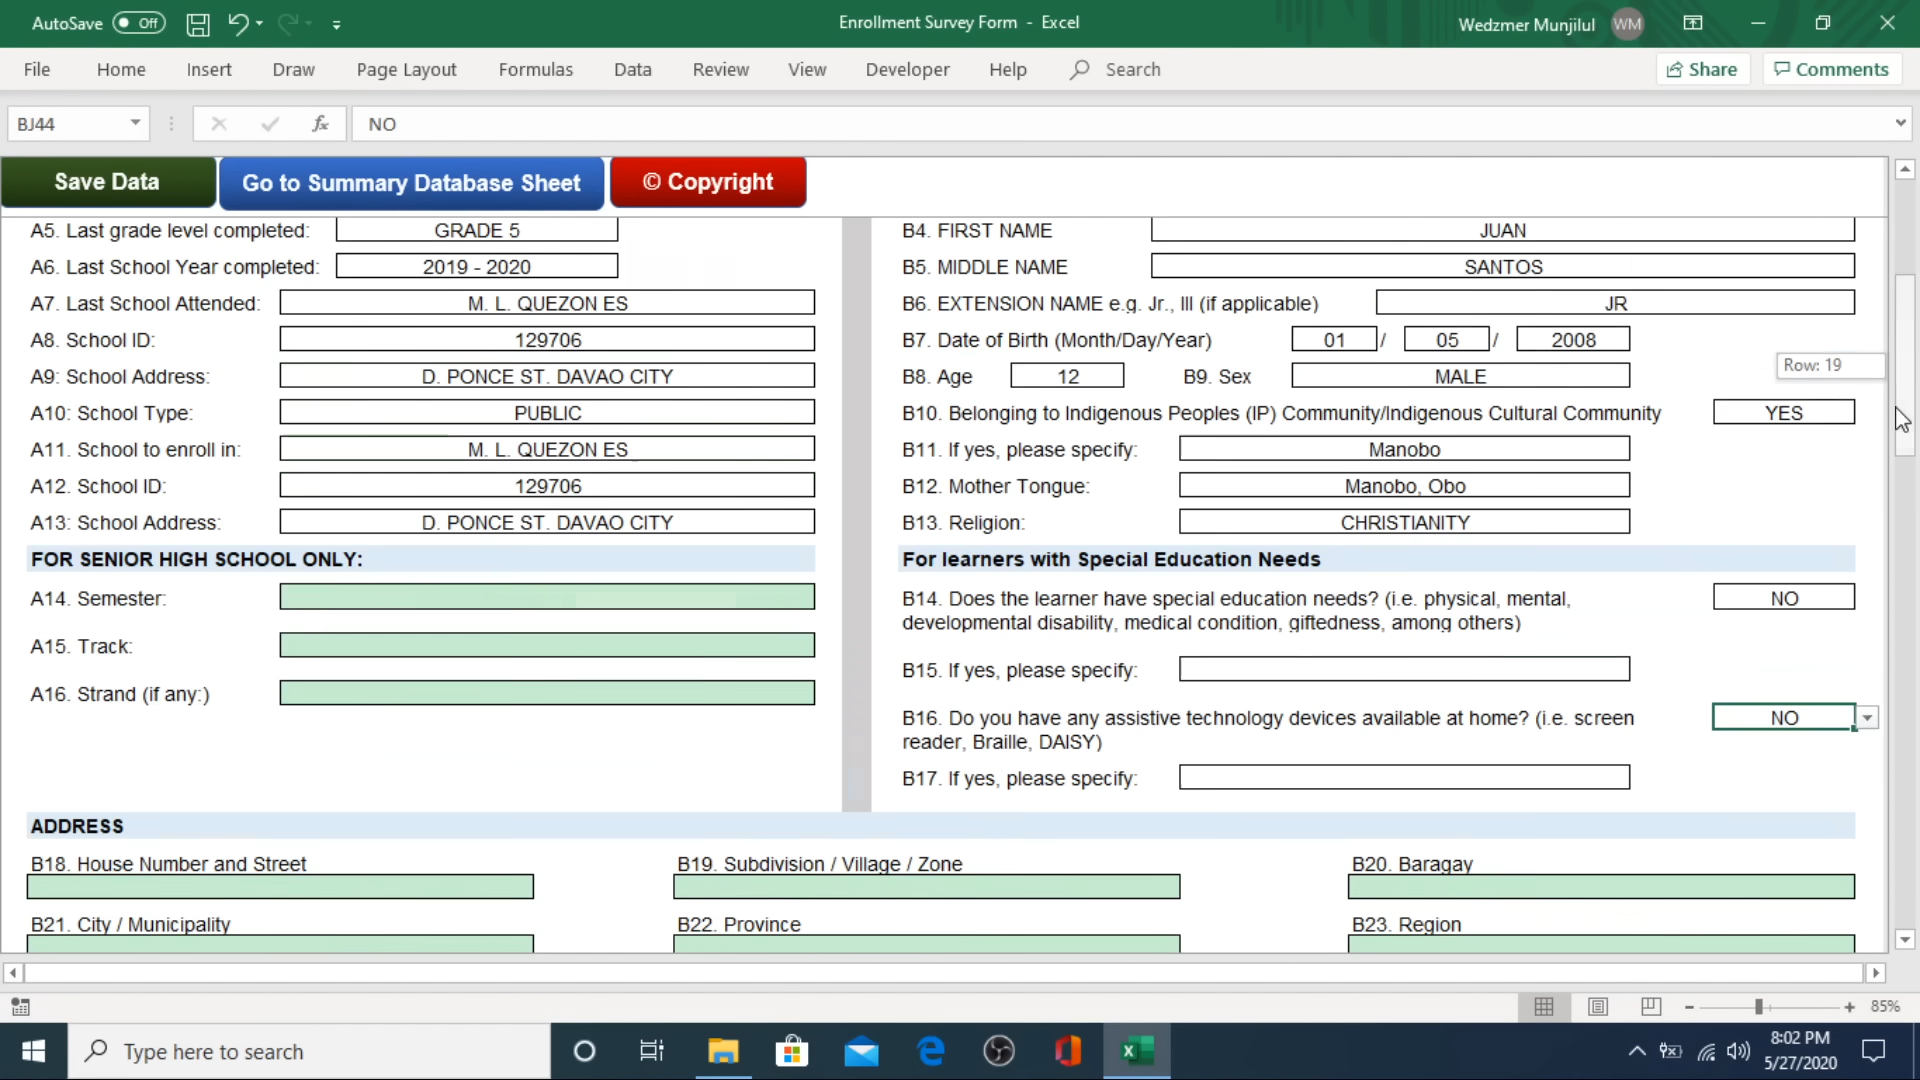 AutoSave Off
Enrollment Survey Form - Excel
Wedzmer Munjilul WM
File Home Insert Draw Page Layout Formulas Data Review View Developer Help Search
Share Comments
BJ44 fx NO
Save Data Go to Summary Database Sheet © Copyright
A5. Last grade level completed: GRADE 5
A6. Last School Year completed: 2019 - 2020
A7. Last School Attended: M. L. QUEZON ES
A8. School ID: 129706
A9: School Address: D. PONCE ST. DAVAO CITY
A10: School Type: PUBLIC
A11. School to enroll in: M. L. QUEZON ES
A12. School ID: 129706
A13: School Address: D. PONCE ST. DAVAO CITY
FOR SENIOR HIGH SCHOOL ONLY:
A14. Semester:
A15. Track:
A16. Strand (if any:)
B4. FIRST NAME JUAN
B5. MIDDLE NAME SANTOS
B6. EXTENSION NAME e.g. Jr., III (if applicable) JR
B7. Date of Birth (Month/Day/Year) 01 / 05 / 2008
B8. Age 12 B9. Sex MALE
Row: 19
B10. Belonging to Indigenous Peoples (IP) Community/Indigenous Cultural Community YES
B11. If yes, please specify: Manobo
B12. Mother Tongue: Manobo, Obo
B13. Religion: CHRISTIANITY
For learners with Special Education Needs
B14. Does the learner have special education needs? (i.e. physical, mental, NO
developmental disability, medical condition, giftedness, among others)
B15. If yes, please specify:
B16. Do you have any assistive technology devices available at home? (i.e. screen NO
reader, Braille, DAISY)
B17. If yes, please specify:
ADDRESS
B18. House Number and Street B19. Subdivision / Village / Zone B20. Baragay
B21. City / Municipality B22. Province B23. Region
85%
Type here to search
8:02 PM
5/27/2020